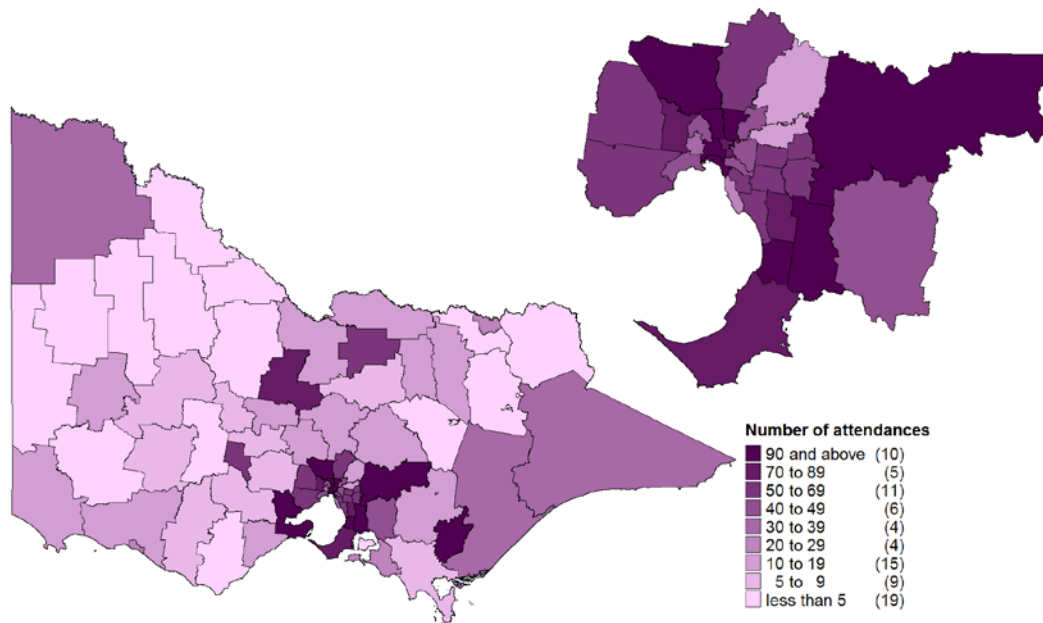 Number of attendances
90 and above (10)
70 to 89 (5)
50 to 69 (11)
40 to 49 (6)
30 to 39 (4)
20 to 29 (4)
10 to 19 (15)
5 to 9 (9)
less than 5 (19)